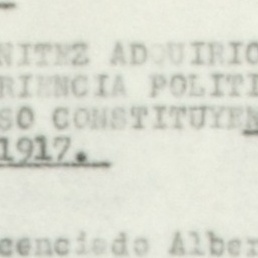 NITEZ ADQUIRIO
RIENCIA POLITI
SO CONSTITUYEN
1917.
cenciado Alber